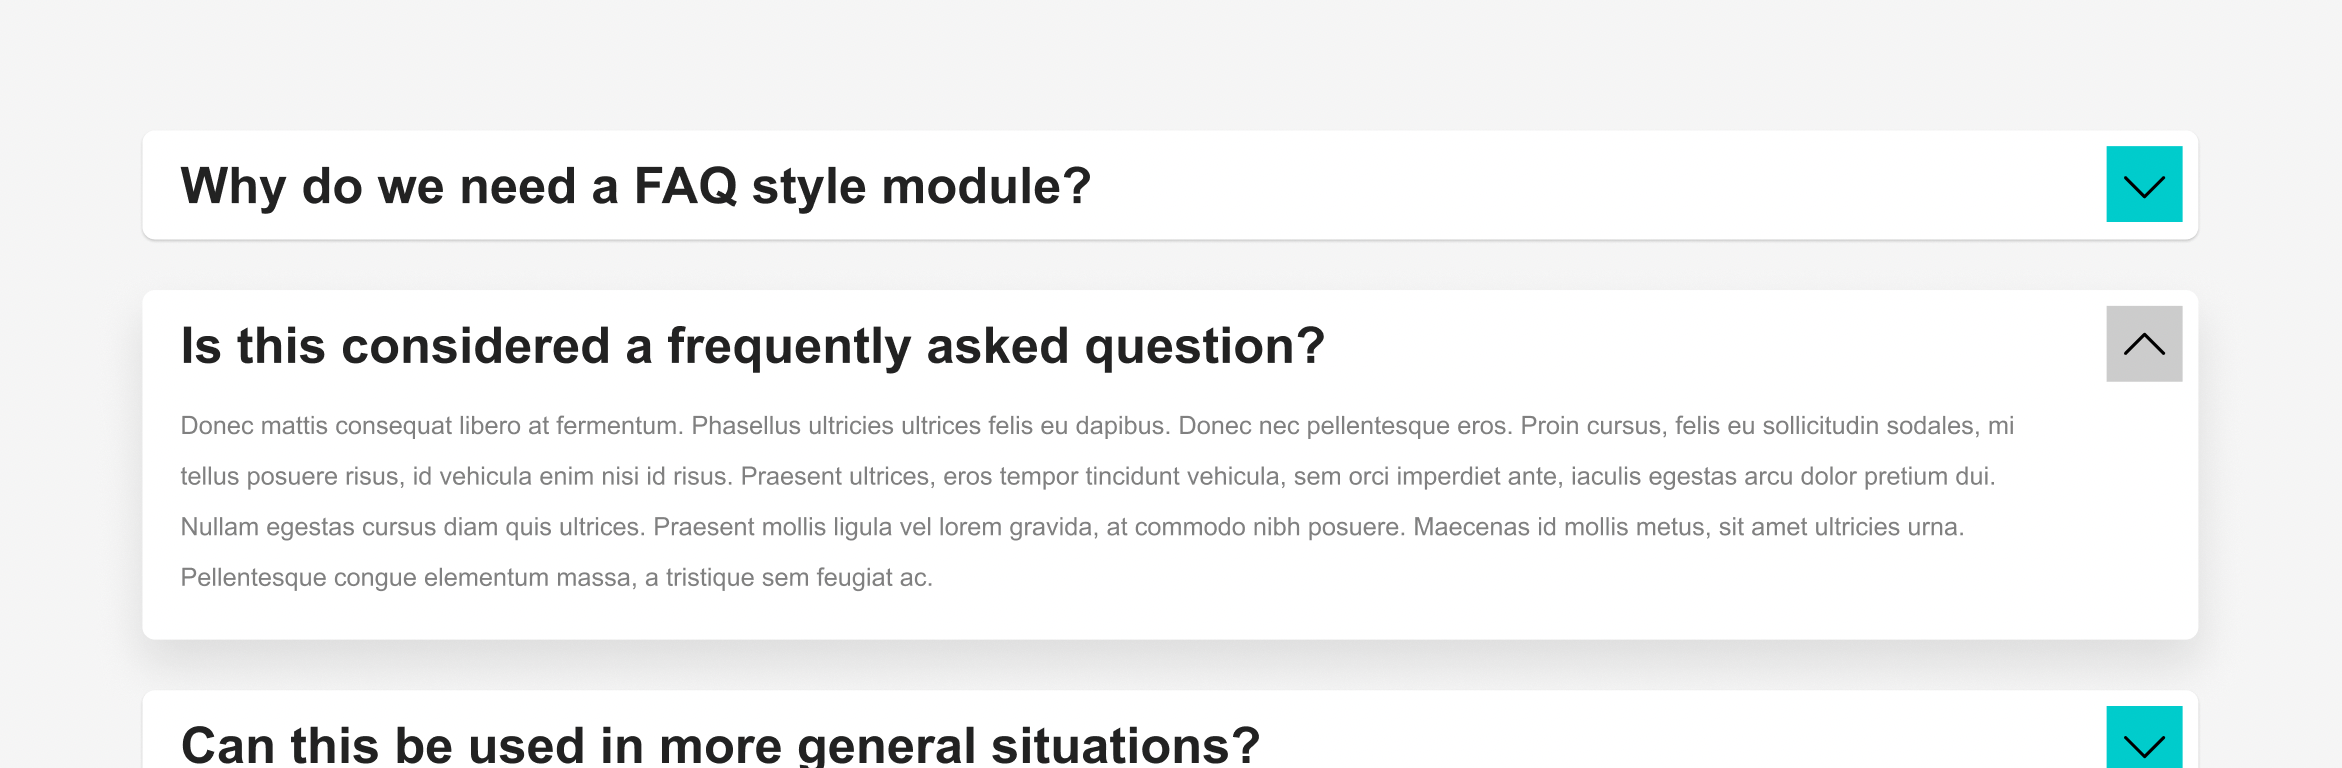 Why do we need a FAQ style module?
Is this considered a frequently asked question?
Donec mattis consequat libero at fermentum. Phasellus ultricies ultrices felis eu dapibus. Donec nec pellentesque eros. Proin cursus, felis eu sollicitudin sodales, mi
tellus posuere risus, id vehicula enim nisi id risus. Praesent ultrices, eros tempor tincidunt vehicula, sem orci imperdiet ante, iaculis egestas arcu dolor pretium dui.
Nullam egestas cursus diam quis ultrices. Praesent mollis ligula vel lorem gravida, at commodo nibh posuere. Maecenas id mollis metus, sit amet ultricies urna.
Pellentesque congue elementum massa, a tristique sem feugiat ac.
Can this be used in more general situations?